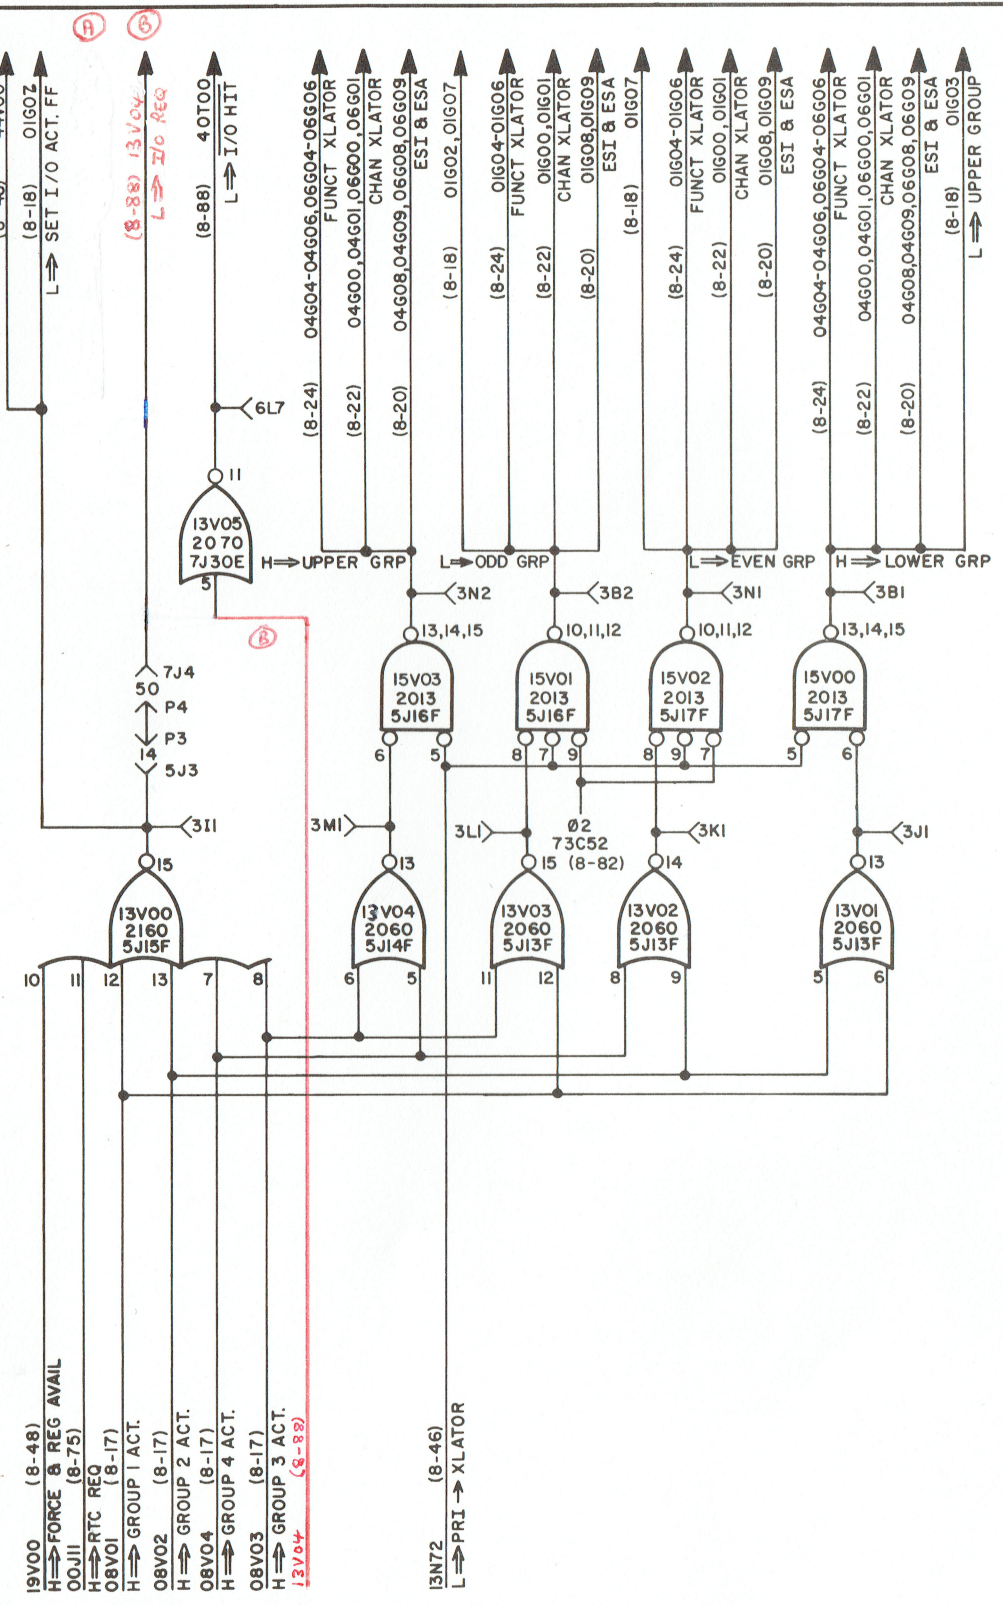 A
B
(8-18) 01G0Z
L⇒SET I/O ACT. FF
(8-88) 13V04
L⇒ I/O REQ
(8-88) 40T00
L⇒I/O HIT
(8-24) 04G04-04G06,06G04-06G06
FUNCT XLATOR
(8-22) 04G00,04G01,06G00,06G01
CHAN XLATOR
(8-20) 04G08,04G09,06G08,06G09
ESI & ESA
(8-18) 01G02,01G07
(8-24) 01G04-01G06
FUNCT XLATOR
(8-22) 01G00,01G01
CHAN XLATOR
(8-20) 01G08,01G09
ESI & ESA
(8-18) 01G07
(8-24) 01G04-01G06
FUNCT XLATOR
(8-22) 01G00,01G01
CHAN XLATOR
(8-20) 01G08,01G09
ESI & ESA
(8-24) 04G04-04G06,06G04-06G06
FUNCT XLATOR
(8-22) 04G00,04G01,06G00,06G01
CHAN XLATOR
(8-20) 04G08,04G09,06G08,06G09
ESI & ESA
(8-18) 01G03
L⇒UPPER GROUP
6L7
11
13V05
2070
7J30E
5
H⇒UPPER GRP
L⇒ODD GRP
L⇒EVEN GRP
H⇒LOWER GRP
3N2
3B2
3N1
3B1
B
13,14,15
10,11,12
10,11,12
13,14,15
15V03
2013
5J16F
15V01
2013
5J16F
15V02
2013
5J17F
15V00
2013
5J17F
7J4
50
P4
P3
14
5J3
6
5
8
7
9
8
9
7
5
6
3I1
3M1
3L1
Ø2
73C52
(8-82)
3K1
3J1
15
13
15
14
13
13V00
2160
5J15F
13V04
2060
5J14F
13V03
2060
5J13F
13V02
2060
5J13F
13V01
2060
5J13F
10
11
12
13
7
8
6
5
11
12
8
9
5
6
19V00 (8-48)
H⇒FORCE & REG AVAIL
00J11 (8-75)
H⇒RTC REQ
08V01 (8-17)
H⇒GROUP 1 ACT.
08V02 (8-17)
H⇒GROUP 2 ACT.
08V04 (8-17)
H⇒GROUP 4 ACT.
08V03 (8-17)
H⇒GROUP 3 ACT.
13V04 (8-88)
13N72 (8-46)
L⇒PRI → XLATOR